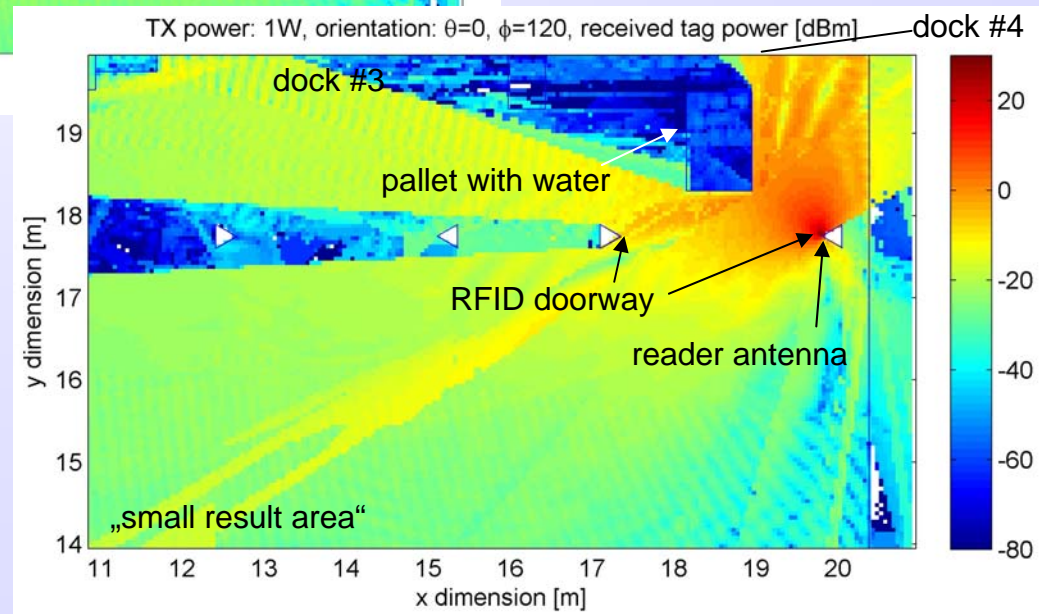 TX power: 1W, orientation: θ=0, ϕ=120, received tag power [dBm]
dock #4
dock #3
pallet with water
RFID doorway
reader antenna
„small result area“
y dimension [m]
19
18
17
16
15
14
11 12 13 14 15 16 17 18 19 20
x dimension [m]
20
0
-20
-40
-60
-80